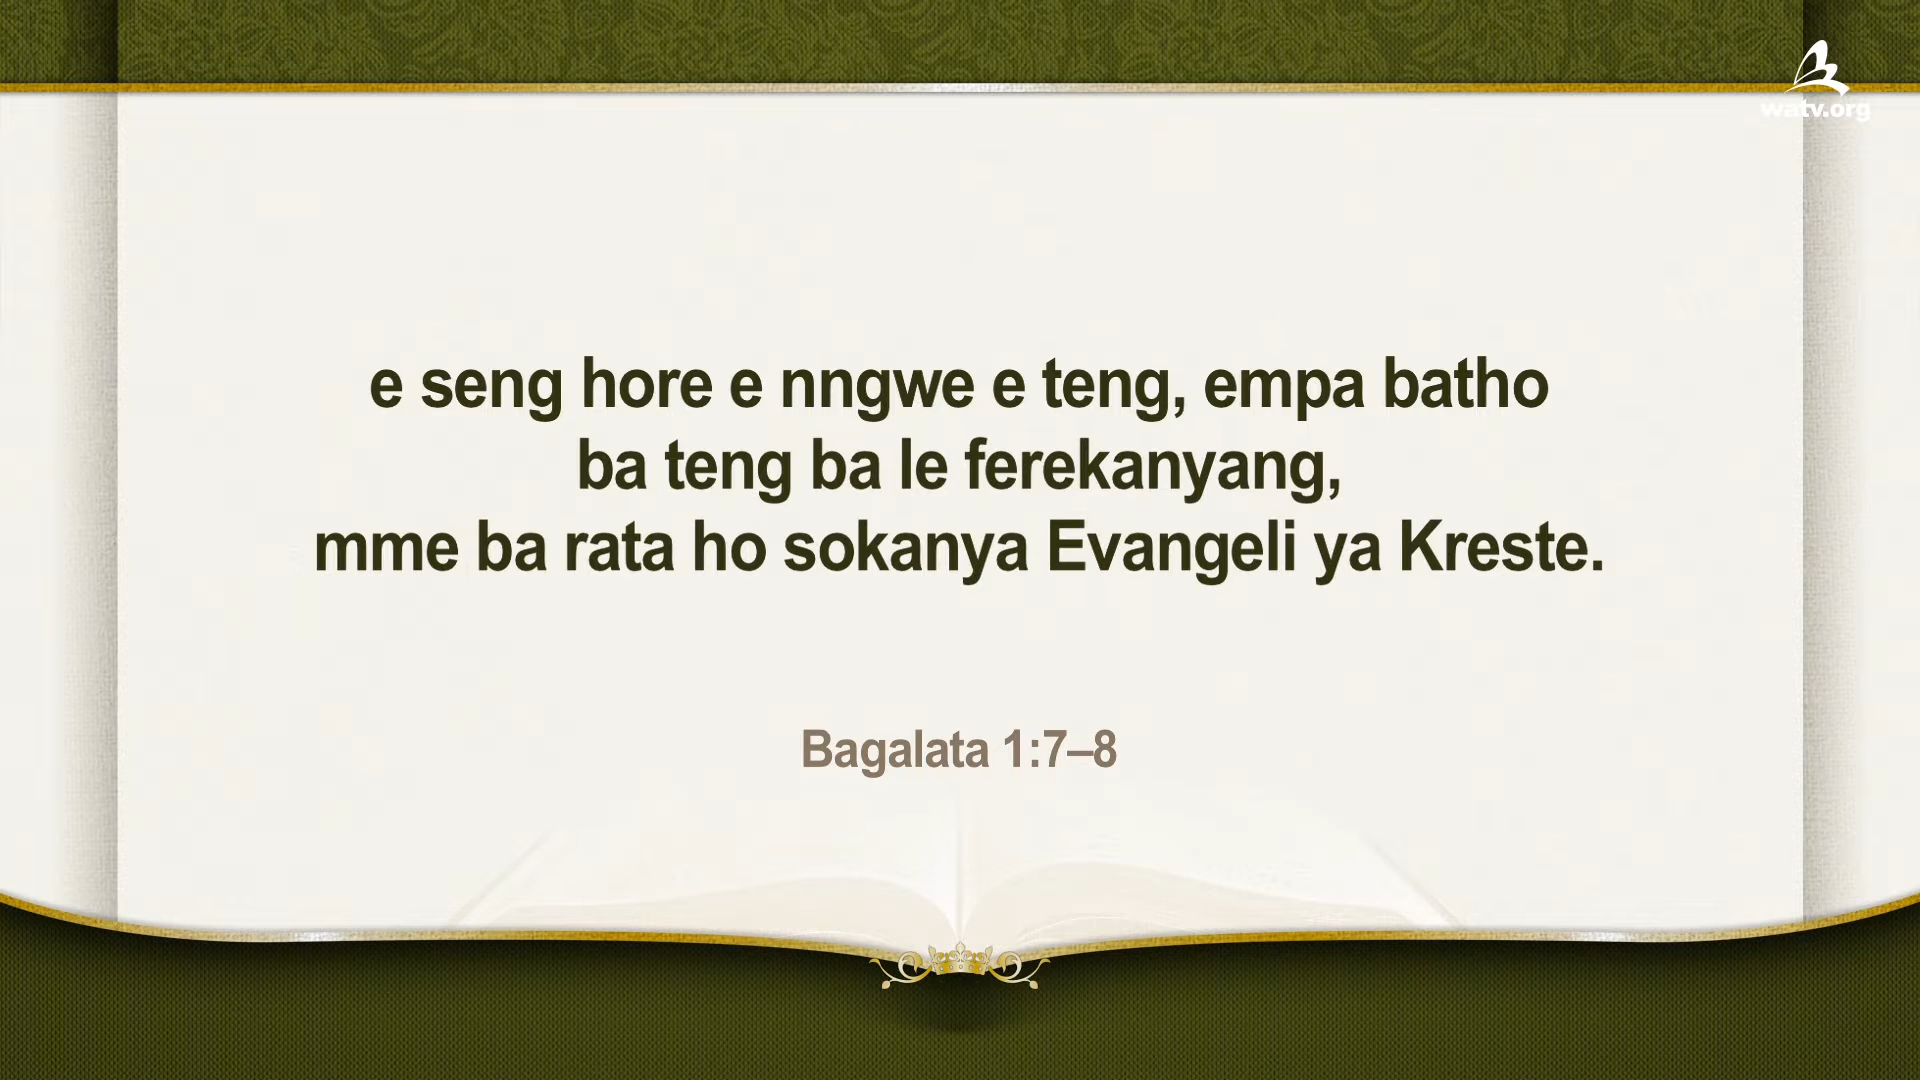 watv.org
e seng hore e nngwe e teng, empa batho
ba teng ba le ferekanyang,
mme ba rata ho sokanya Evangeli ya Kreste.
Bagalata 1:7–8